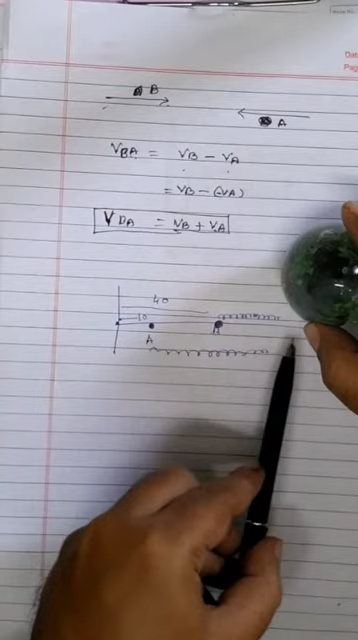 B
A
VBA = VB - VA
= VB - (-VA)
VBA = VB + VA
40
10
A